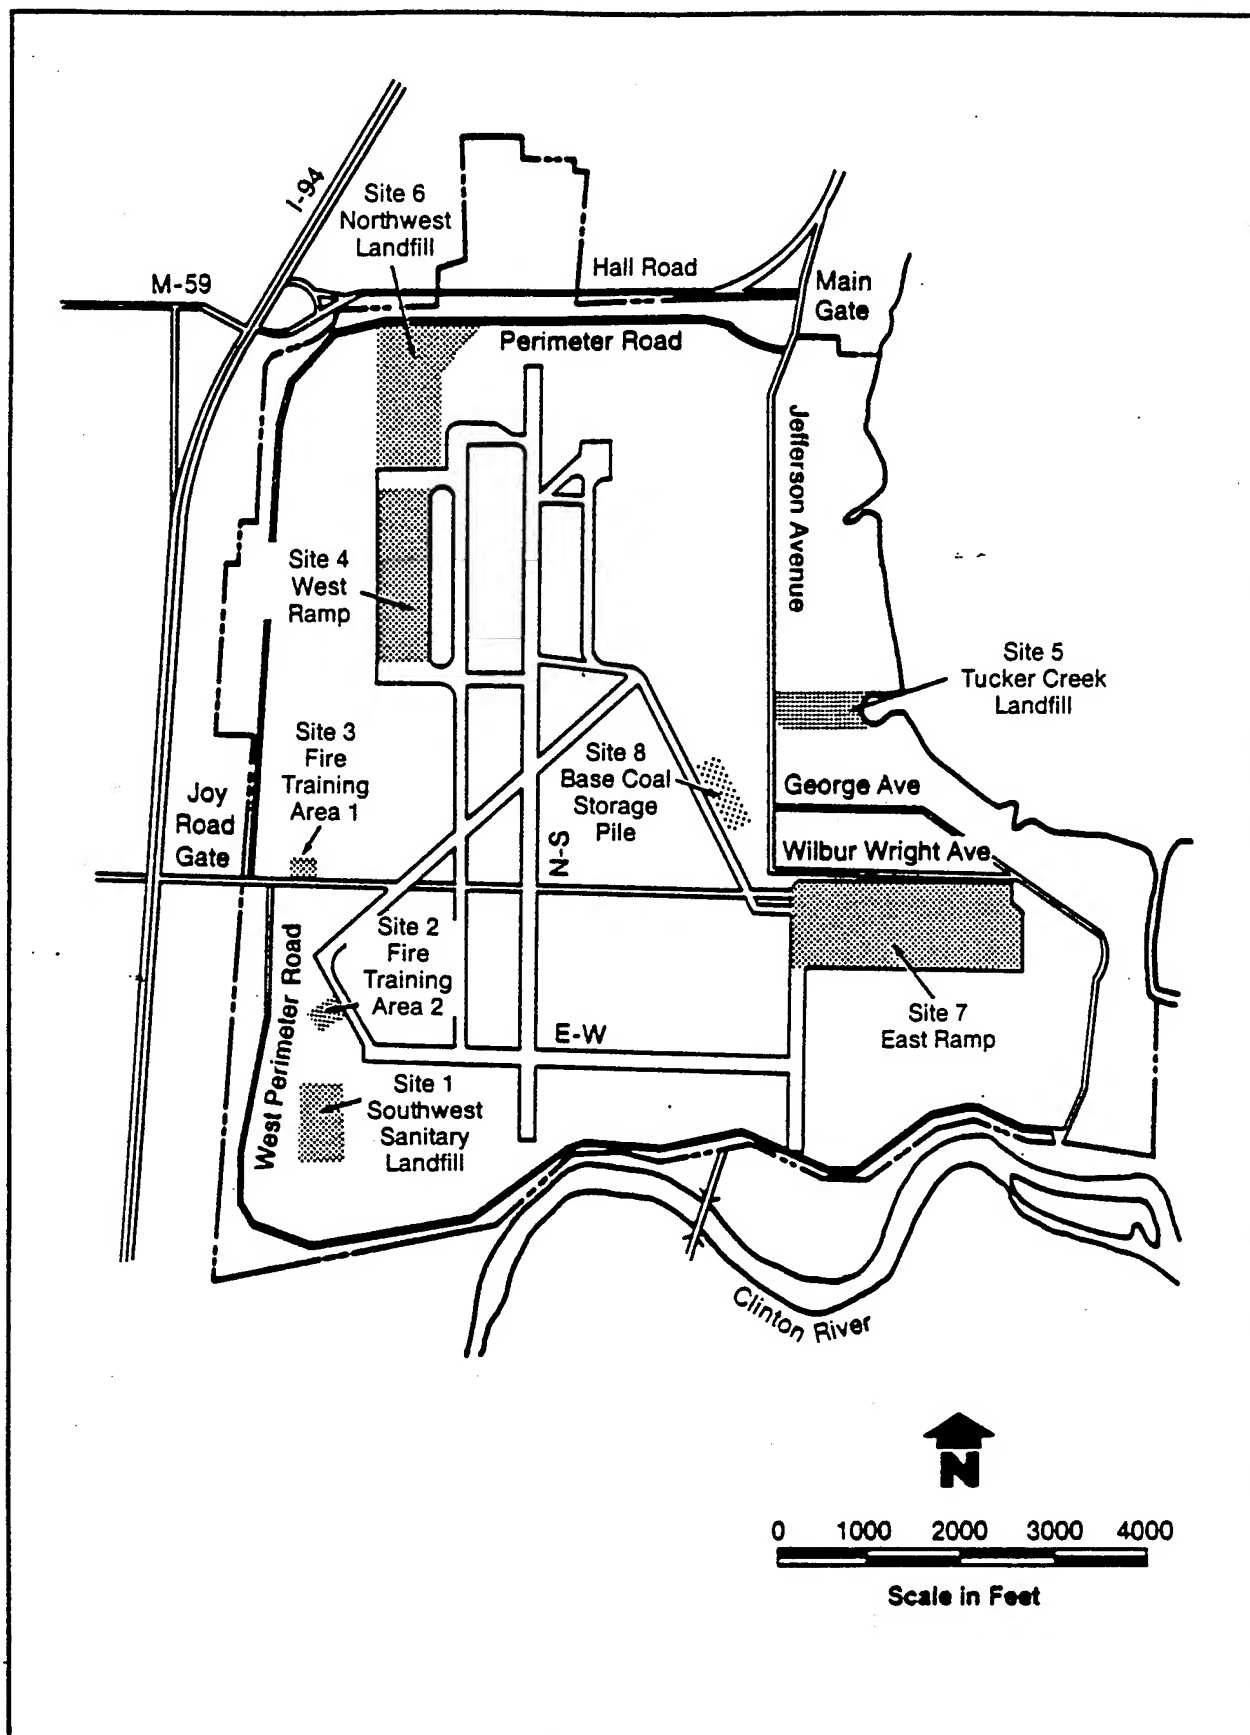 I-94
Site 6
Northwest
Landfill
M-59
Hall Road
Main
Gate
Perimeter Road
Jefferson Avenue
Site 4
West
Ramp
Site 5
Tucker Creek
Landfill
Site 3
Fire
Training
Area 1
Site 8
Base Coal
Storage
Pile
Joy
Road
Gate
George Ave
N-S
Wilbur Wright Ave
West Perimeter Road
Site 2
Fire
Training
Area 2
Site 7
East Ramp
E-W
Site 1
Southwest
Sanitary
Landfill
Clinton River
N
0 1000 2000 3000 4000
Scale in Feet